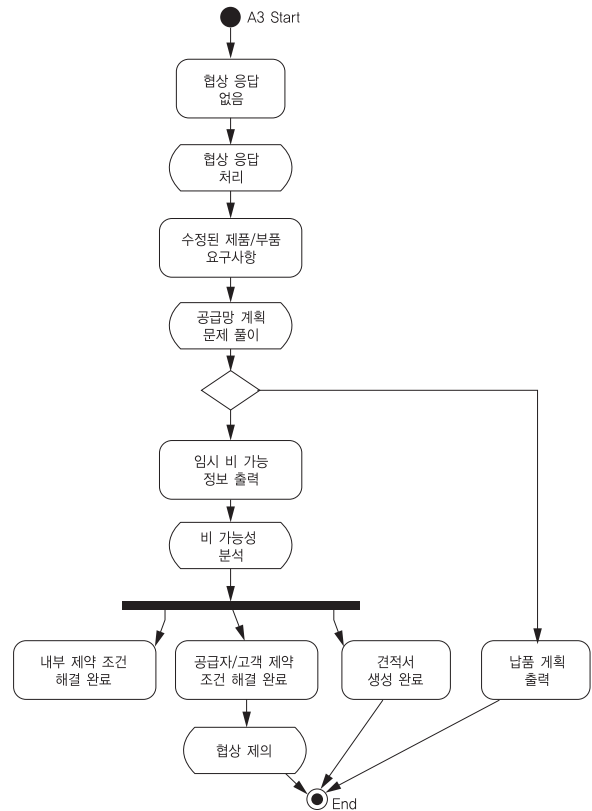 A3 Start
협상 응답
없음
협상 응답
처리
수정된 제품/부품
요구사항
공급망 계획
문제 풀이
임시 비 가능
정보 출력
비 가능성
분석
내부 제약 조건
해결 완료
공급자/고객 제약
조건 해결 완료
견적서
생성 완료
납품 계획
출력
협상 제의
End